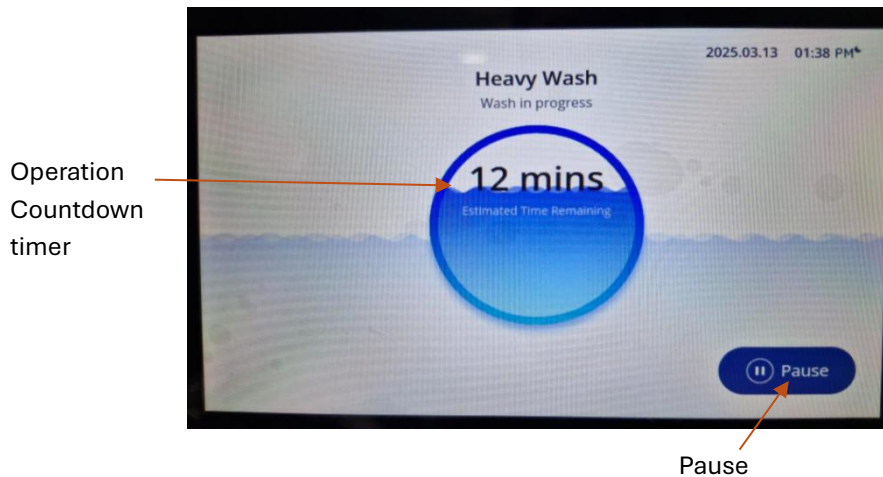 2025.03.13 01:38 PM
Heavy Wash
Wash in progress
Operation
Countdown
timer
12 mins
Estimated Time Remaining
Pause
Pause